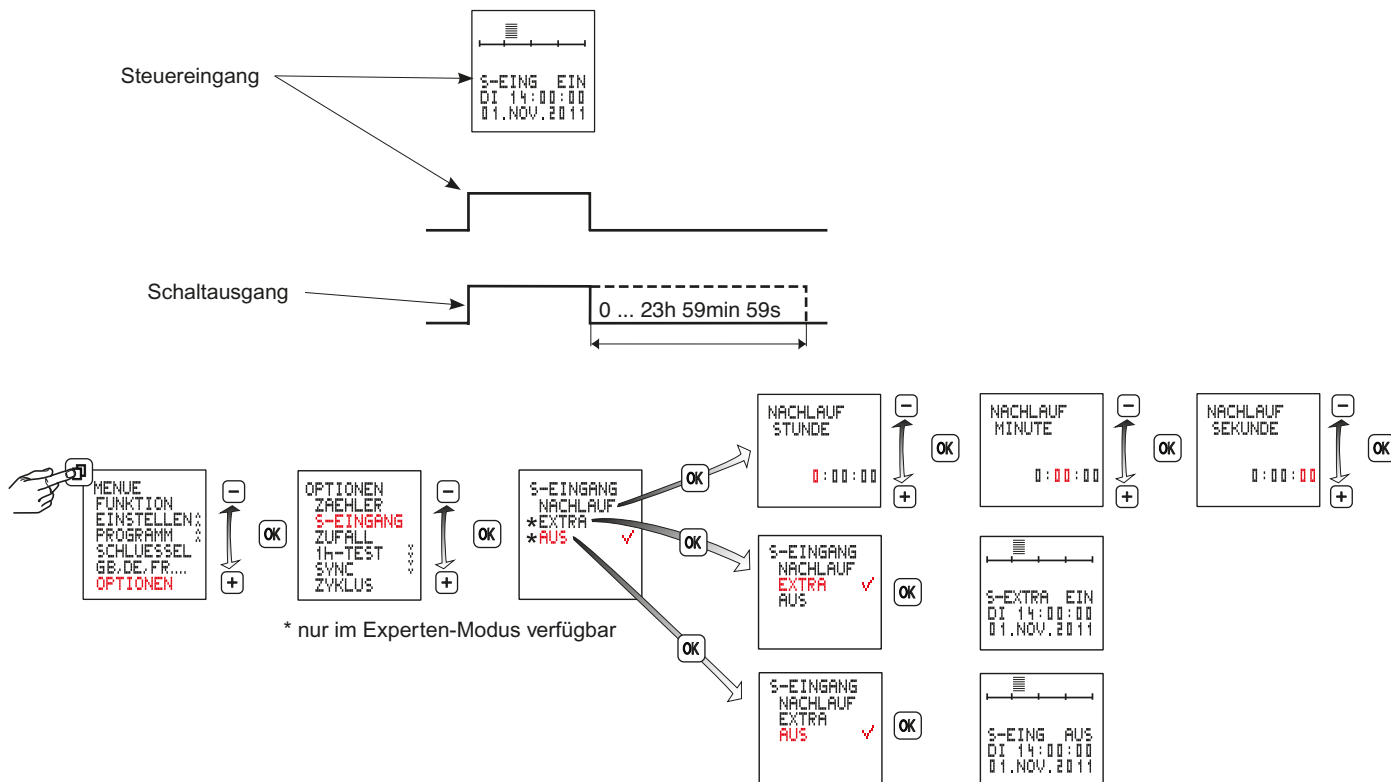 Steuereingang
S-EING EIN
DI 14:00:00
01.NOV.2011
Schaltausgang
0 ... 23h 59min 59s
MENUE
FUNKTION
EINSTELLEN
PROGRAMM
SCHLUESSEL
GB,DE,FR....
OPTIONEN
−
+
OK
OPTIONEN
ZAEHLER
S-EINGANG
ZUFALL
1h-TEST
SYNC
ZYKLUS
−
+
OK
* nur im Experten-Modus verfügbar
S-EINGANG
NACHLAUF
*EXTRA
*AUS ✓
OK
NACHLAUF
STUNDE
0:00:00
−
+
OK
NACHLAUF
MINUTE
0:00:00
−
+
OK
NACHLAUF
SEKUNDE
0:00:00
−
+
OK
OK
S-EINGANG
NACHLAUF
EXTRA ✓
AUS
OK
S-EXTRA EIN
DI 14:00:00
01.NOV.2011
OK
S-EINGANG
NACHLAUF
EXTRA
AUS ✓
OK
S-EING AUS
DI 14:00:00
01.NOV.2011